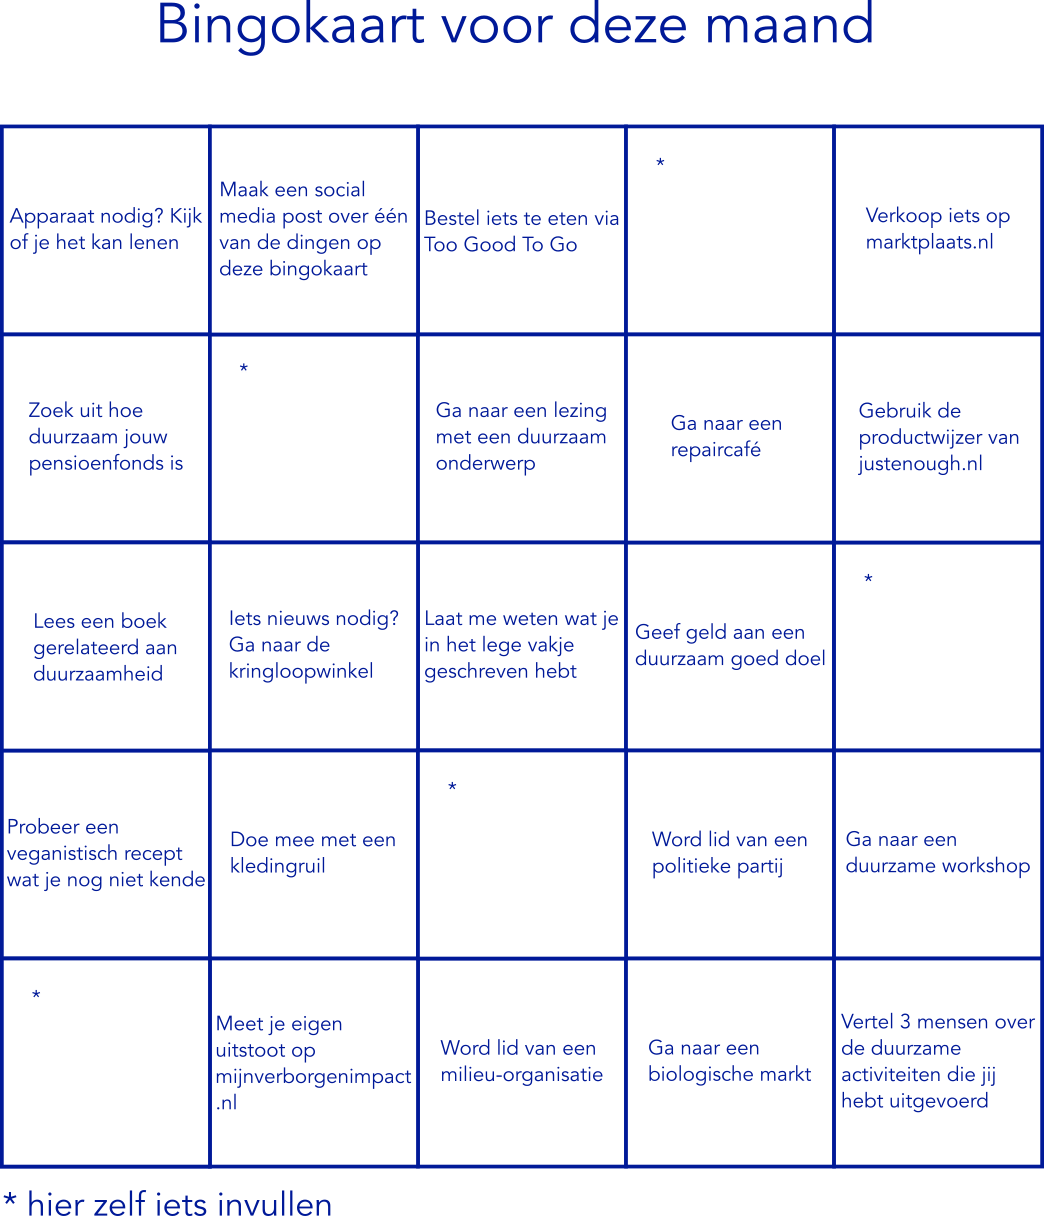 Bingokaart voor deze maand
Apparaat nodig? Kijk
of je het kan lenen
Maak een social
media post over één
van de dingen op
deze bingokaart
Bestel iets te eten via
Too Good To Go
*
Verkoop iets op
marktplaats.nl
Zoek uit hoe
duurzaam jouw
pensioenfonds is
*
Ga naar een lezing
met een duurzaam
onderwerp
Ga naar een
repaircafé
Gebruik de
productwijzer van
justenough.nl
Lees een boek
gerelateerd aan
duurzaamheid
Iets nieuws nodig?
Ga naar de
kringloopwinkel
Laat me weten wat je
in het lege vakje
geschreven hebt
Geef geld aan een
duurzaam goed doel
*
Probeer een
veganistisch recept
wat je nog niet kende
Doe mee met een
kledingruil
*
Word lid van een
politieke partij
Ga naar een
duurzame workshop
*
Meet je eigen
uitstoot op
mijnverborgenimpact
.nl
Word lid van een
milieu-organisatie
Ga naar een
biologische markt
Vertel 3 mensen over
de duurzame
activiteiten die jij
hebt uitgevoerd
* hier zelf iets invullen